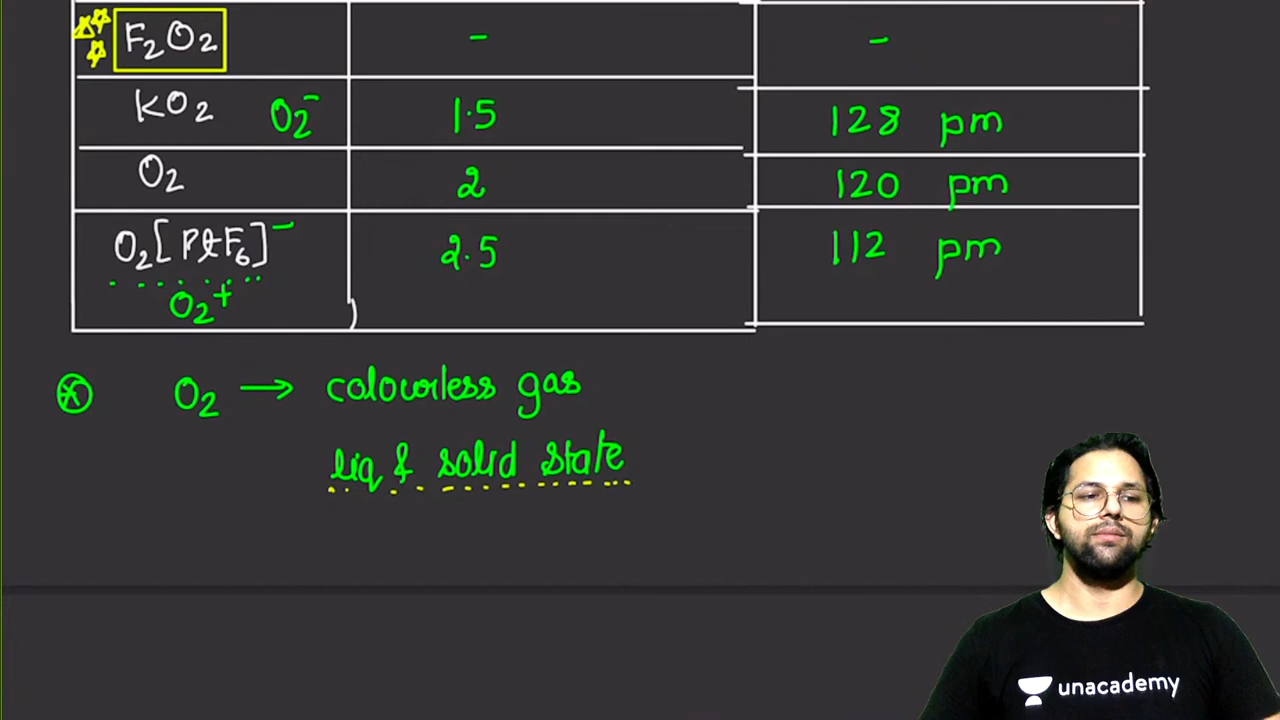 F2O2 - -
KO2 O2⁻ 1.5 128 pm
O2 2 120 pm
O2[PtF6]⁻ 2.5 112 pm
O2+
O2 → colourless gas
liq & solid state
unacademy